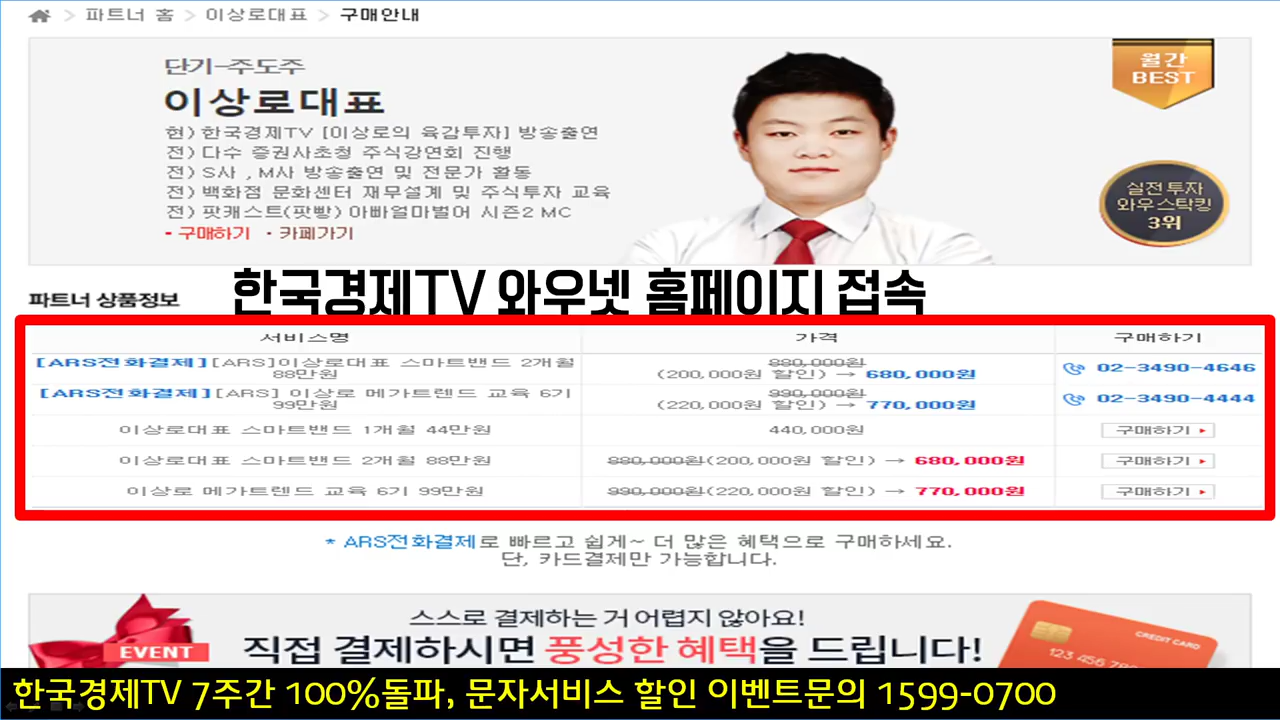 파트너 홈 > 이상로대표 > 구매안내
단기-주도주
이상로대표
현) 한국경제TV [이상로의 육감투자] 방송출연
전) 다수 증권사초청 주식강연회 진행
전) S사 , M사 방송출연 및 전문가 활동
전) 백화점 문화센터 재무설계 및 주식투자 교육
전) 팟캐스트(팟빵) 아빠얼마벌어 시즌2 MC
- 구매하기 · 카페가기
월간
BEST
실전투자
와우스탁킹
3위
파트너 상품정보
한국경제TV 와우넷 홈페이지 접속
서비스명 가격 구매하기
[ARS전화결제][ARS]이상로대표 스마트밴드 2개월
88만원
880,000원
(200,000원 할인) → 680,000원
02-3490-4646
[ARS전화결제][ARS] 이상로 메가트렌드 교육 6기
99만원
990,000원
(220,000원 할인) → 770,000원
02-3490-4444
이상로대표 스마트밴드 1개월 44만원 440,000원 구매하기
이상로대표 스마트밴드 2개월 88만원 880,000원(200,000원 할인) → 680,000원 구매하기
이상로 메가트렌드 교육 6기 99만원 990,000원(220,000원 할인) → 770,000원 구매하기
* ARS전화결제로 빠르고 쉽게~ 더 많은 혜택으로 구매하세요.
단, 카드결제만 가능합니다.
EVENT
스스로 결제하는 거 어렵지 않아요!
직접 결제하시면 풍성한 혜택을 드립니다!
CREDIT CARD
123 456
한국경제TV 7주간 100%돌파, 문자서비스 할인 이벤트문의 1599-0700